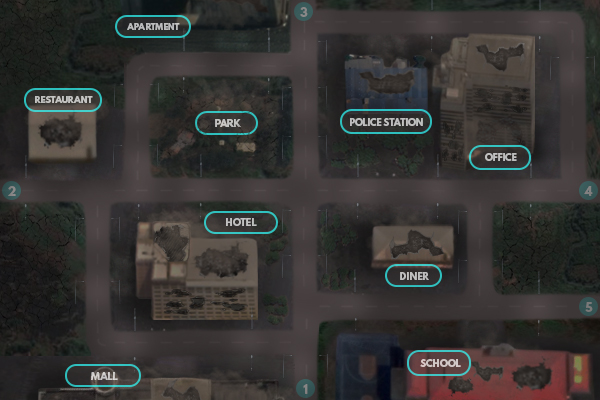 3
APARTMENT
RESTAURANT
PARK
POLICE STATION
OFFICE
2
4
HOTEL
DINER
5
SCHOOL
MALL
1